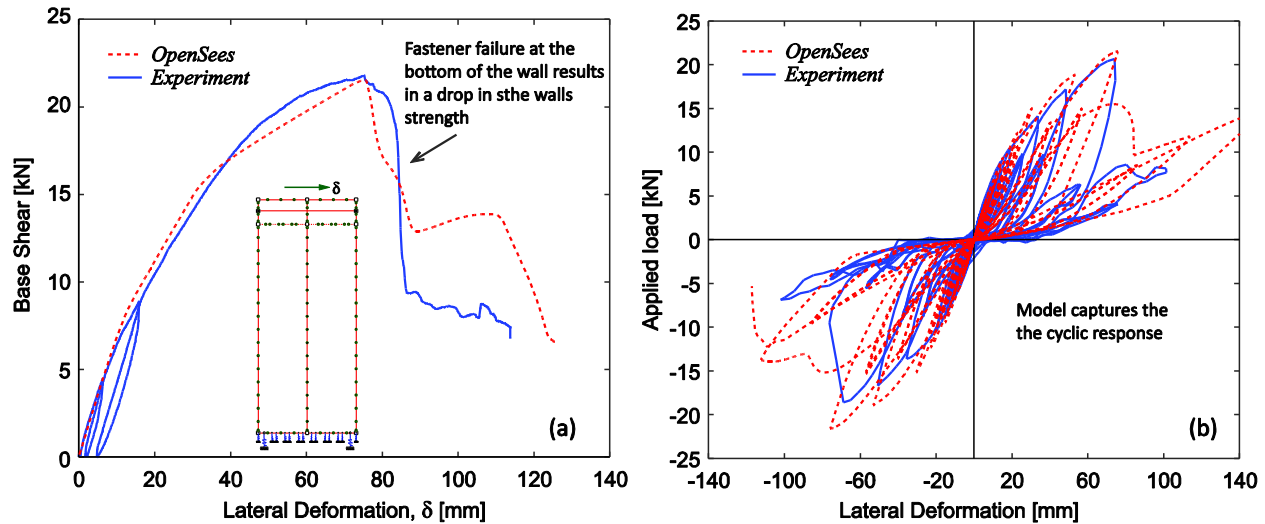 25
20
15
10
5
0
Base Shear [kN]
OpenSees
Experiment
Fastener failure at the
bottom of the wall results
in a drop in sthe walls
strength
δ
(a)
0 20 40 60 80 100 120 140
Lateral Deformation, δ [mm]
25
20
15
10
5
0
-5
-10
-15
-20
-25
Applied load [kN]
OpenSees
Experiment
Model captures the
the cyclic response
(b)
-140 -100 -60 -20 20 60 100 140
Lateral Deformation [mm]